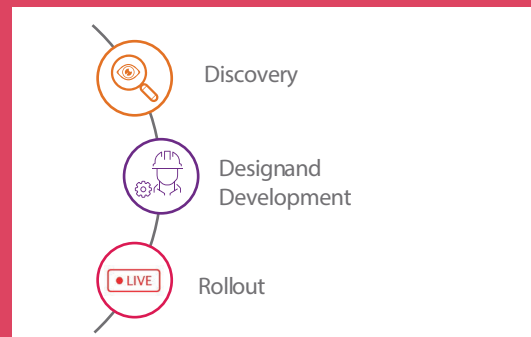 Discovery
Designand
Development
● LIVE
Rollout